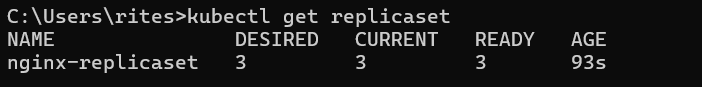 C:\Users\rites>kubectl get replicaset
NAME DESIRED CURRENT READY AGE
nginx-replicaset 3 3 3 93s